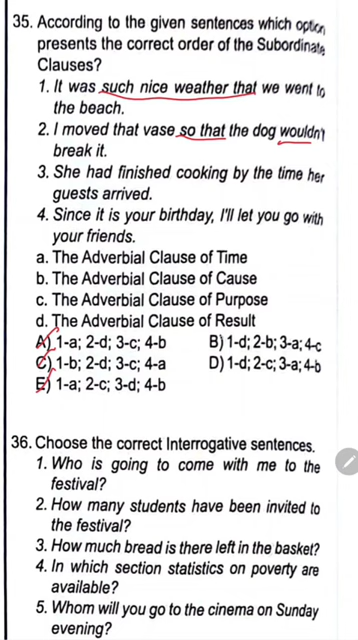 35. According to the given sentences which option
presents the correct order of the Subordinate
Clauses?
1. It was such nice weather that we went to
the beach.
2. I moved that vase so that the dog wouldn't
break it.
3. She had finished cooking by the time her
guests arrived.
4. Since it is your birthday, I'll let you go with
your friends.
a. The Adverbial Clause of Time
b. The Adverbial Clause of Cause
c. The Adverbial Clause of Purpose
d. The Adverbial Clause of Result
A) 1-a; 2-d; 3-c; 4-b B) 1-d; 2-b; 3-a; 4-c
C) 1-b; 2-d; 3-c; 4-a D) 1-d; 2-c; 3-a; 4-b
E) 1-a; 2-c; 3-d; 4-b
36. Choose the correct Interrogative sentences.
1. Who is going to come with me to the
festival?
2. How many students have been invited to
the festival?
3. How much bread is there left in the basket?
4. In which section statistics on poverty are
available?
5. Whom will you go to the cinema on Sunday
evening?